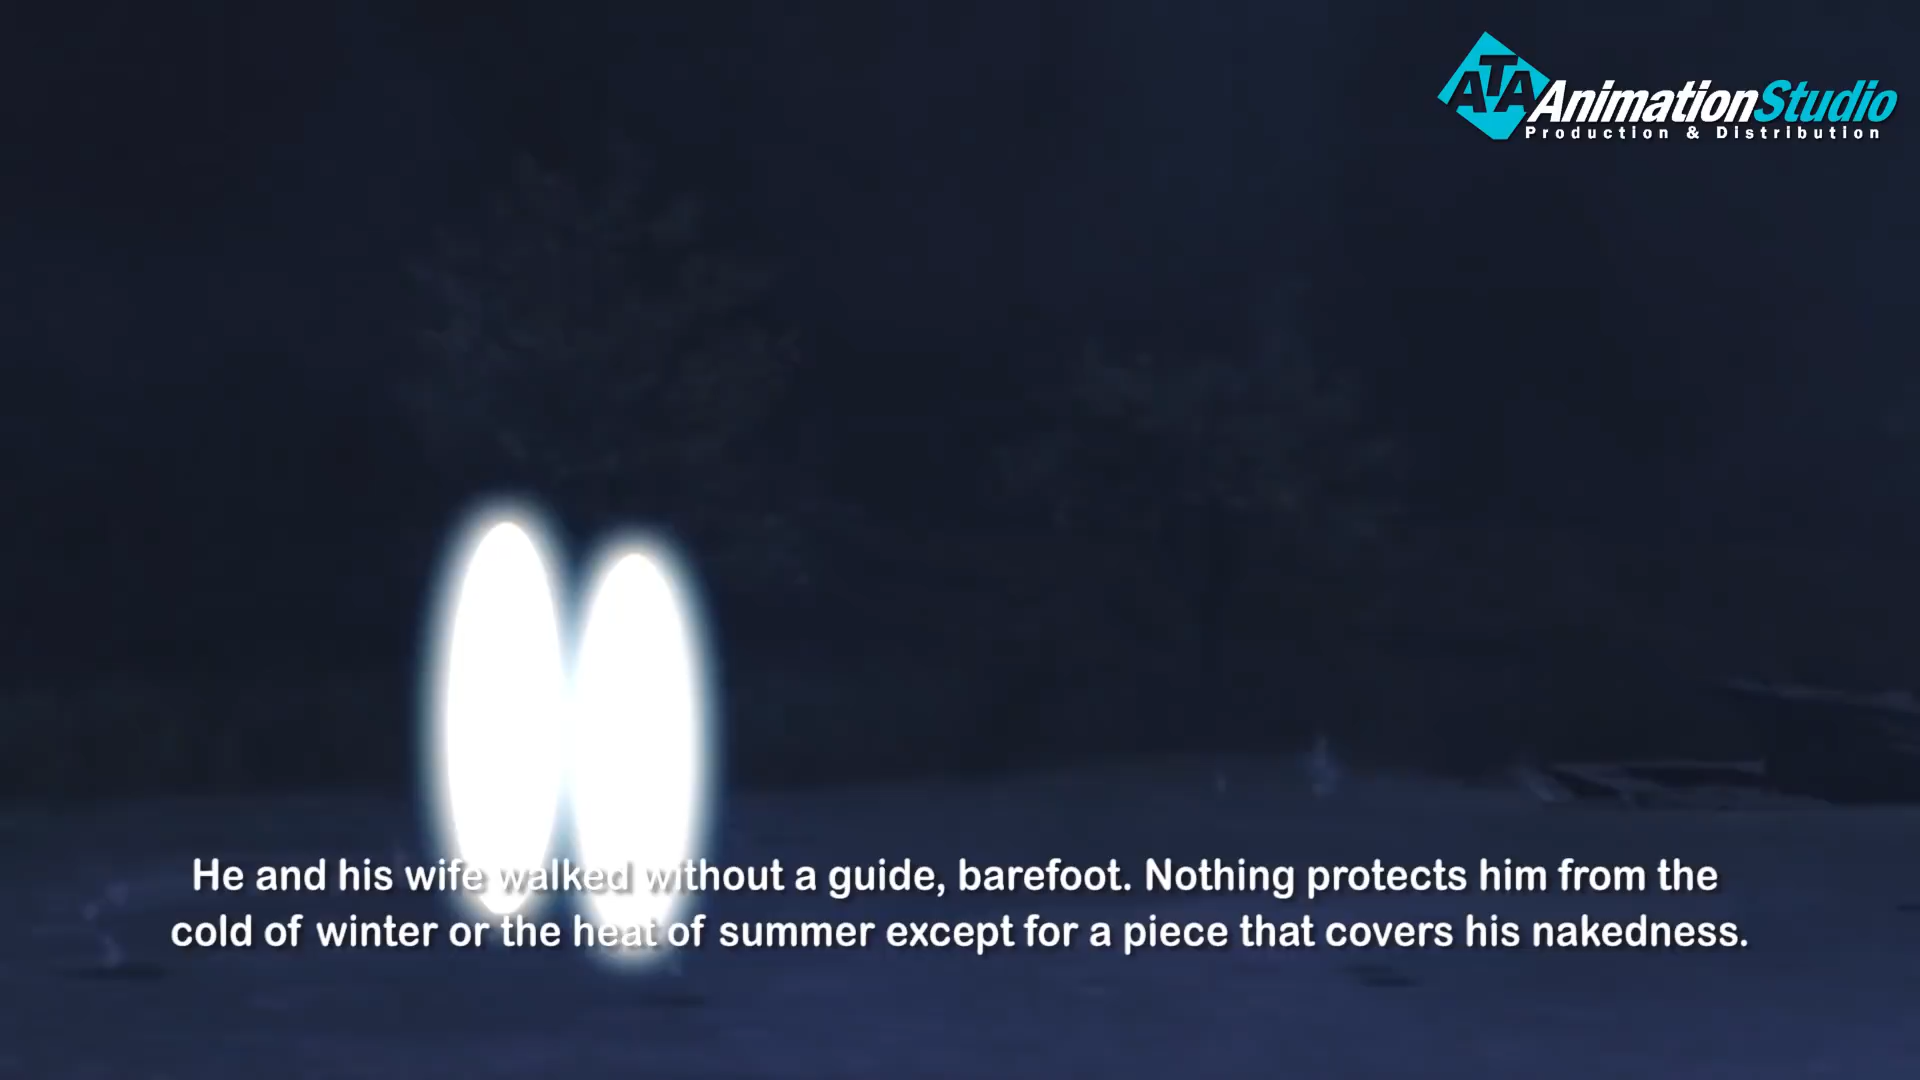 ATA AnimationStudio
Production & Distribution
He and his wife walked without a guide, barefoot. Nothing protects him from the
cold of winter or the heat of summer except for a piece that covers his nakedness.